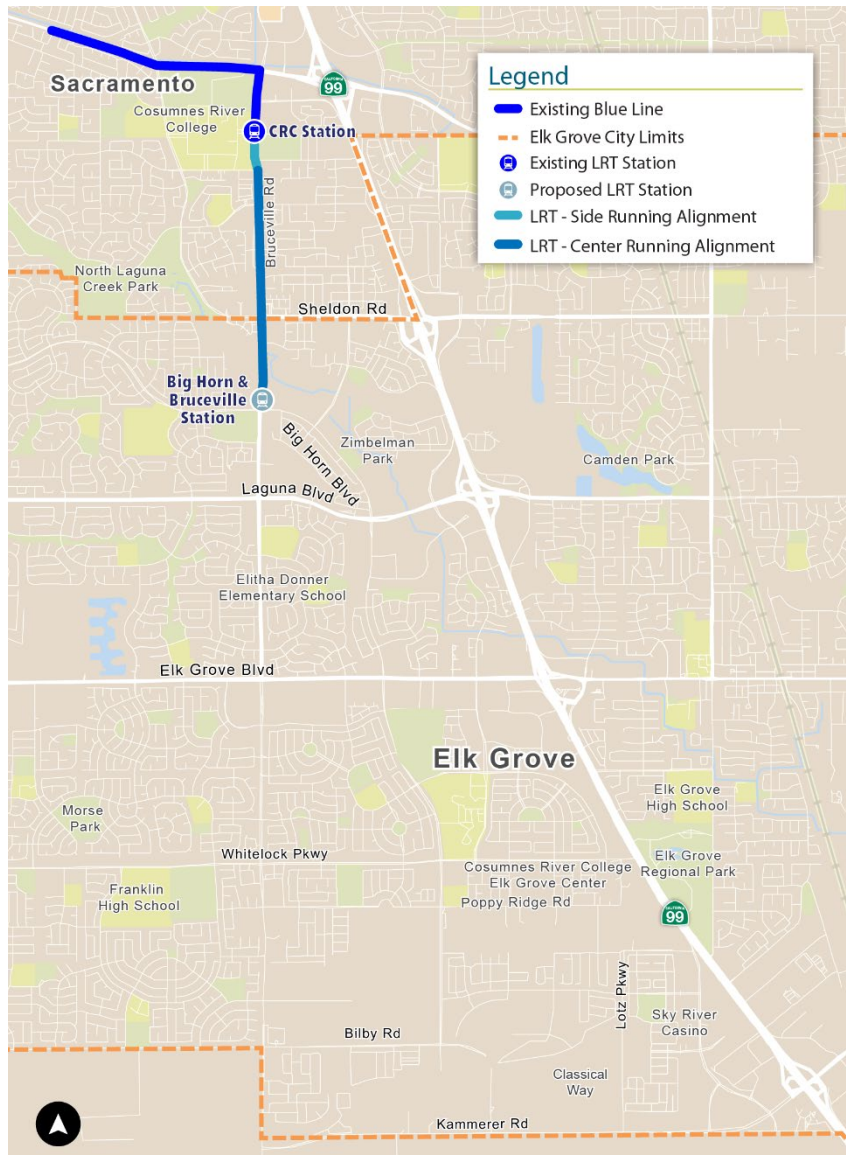 Legend
Existing Blue Line
Elk Grove City Limits
Existing LRT Station
Proposed LRT Station
LRT - Side Running Alignment
LRT - Center Running Alignment
Sacramento
CALIFORNIA
99
Cosumnes River
College
CRC Station
Bruceville Rd
North Laguna
Creek Park
Sheldon Rd
Big Horn &
Bruceville
Station
Big Horn Blvd
Zimbelman
Park
Camden Park
Laguna Blvd
Elitha Donner
Elementary School
Elk Grove Blvd
Elk Grove
Elk Grove
High School
Morse
Park
Whitelock Pkwy
Cosumnes River College
Elk Grove Center
Elk Grove
Regional Park
Franklin
High School
Poppy Ridge Rd
CALIFORNIA
99
Lotz Pkwy
Sky River
Casino
Bilby Rd
Classical
Way
Kammerer Rd